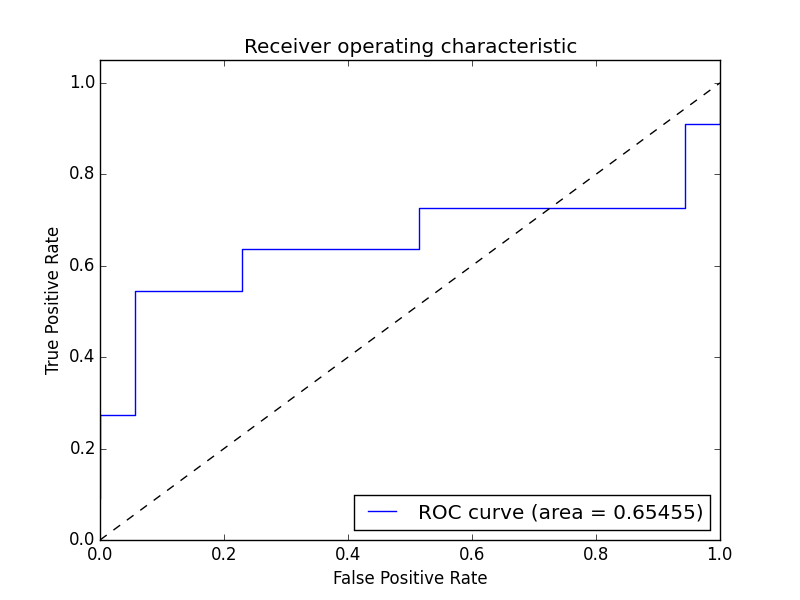 Receiver operating characteristic
1.0
0.8
0.6
0.4
0.2
0.0
True Positive Rate
ROC curve (area = 0.65455)
0.0 0.2 0.4 0.6 0.8 1.0
False Positive Rate